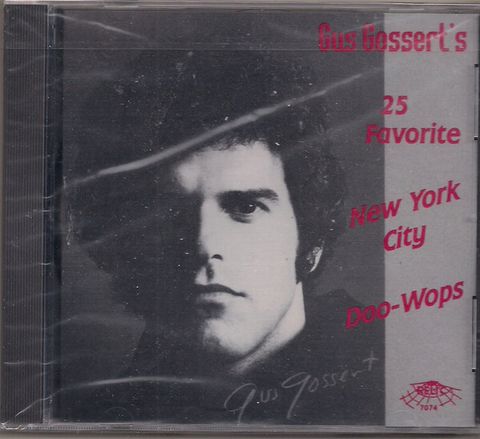 Gus Gossert's
25
Favorite
New York
City
Doo-Wops
Gus Gossert
RELIC
7074